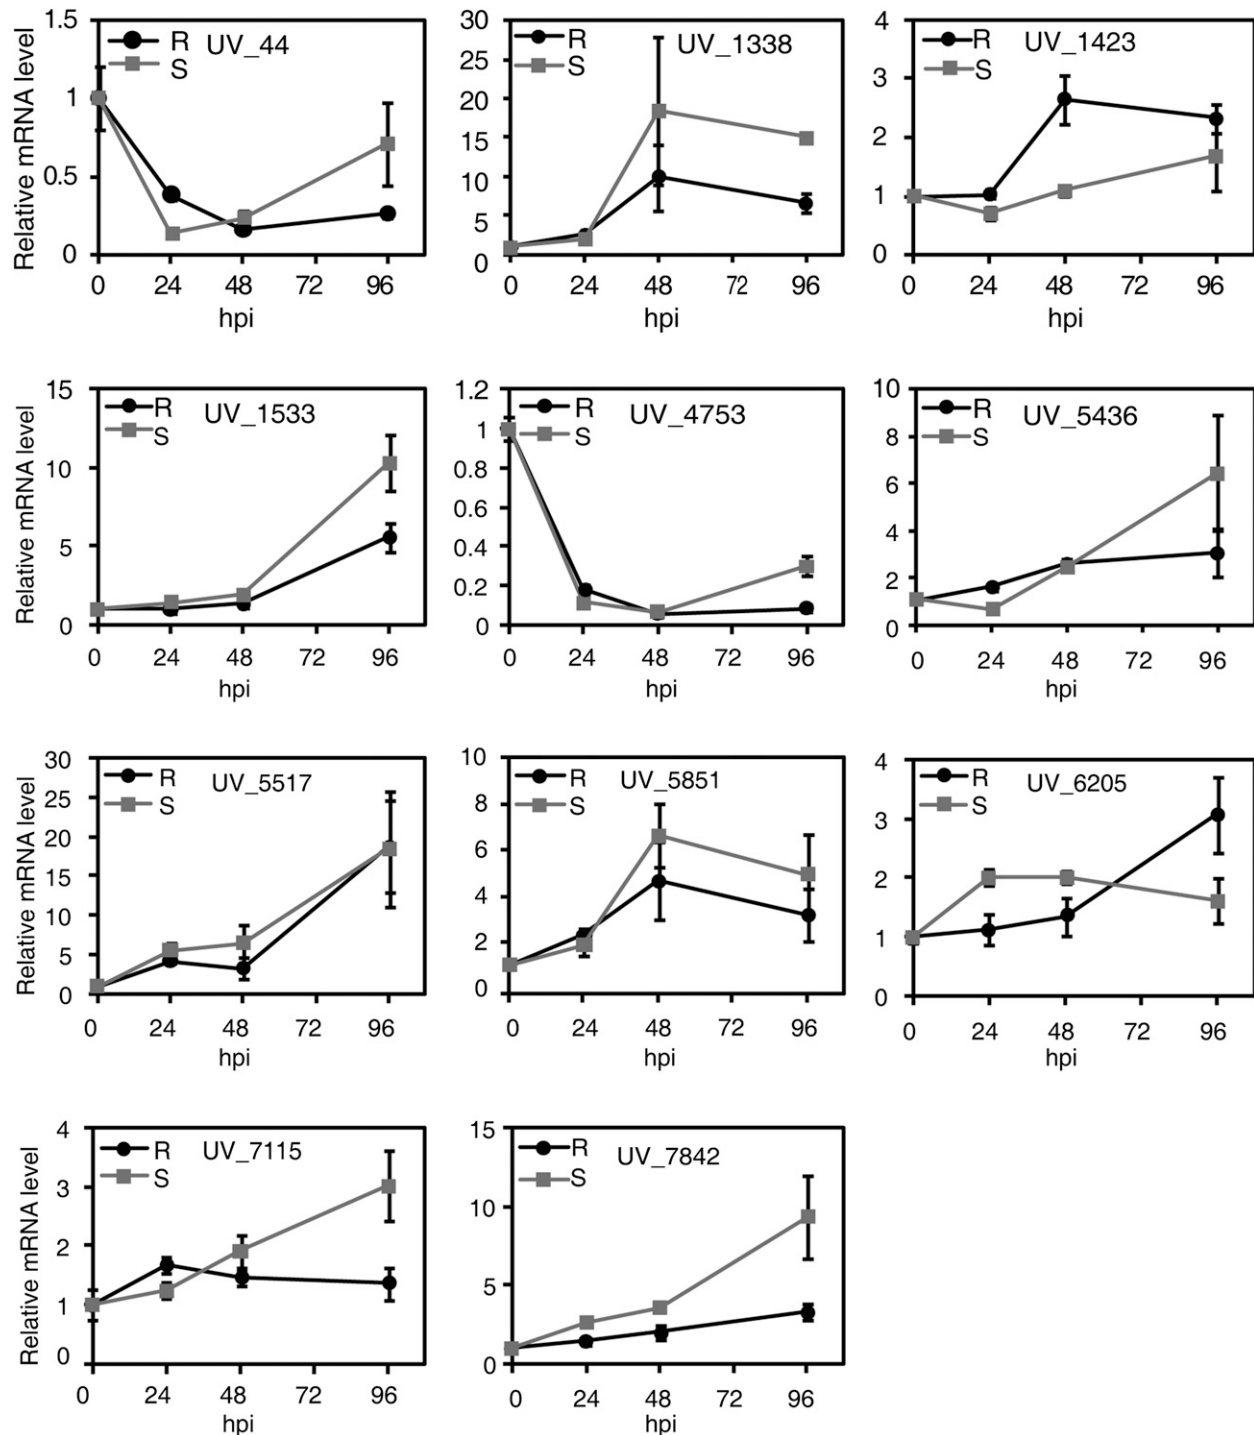 1.5
1
0.5
0
Relative mRNA level
R
S
UV_44
0 24 48 72 96
hpi
30
25
20
15
10
5
0
R
S
UV_1338
0 24 48 72 96
hpi
4
3
2
1
0
R
S
UV_1423
0 24 48 72 96
hpi
15
10
5
0
Relative mRNA level
R
S
UV_1533
0 24 48 72 96
hpi
1.2
1
0.8
0.6
0.4
0.2
0
R
S
UV_4753
0 24 48 72 96
hpi
10
8
6
4
2
0
R
S
UV_5436
0 24 48 72 96
hpi
30
25
20
15
10
5
0
Relative mRNA level
R
S
UV_5517
0 24 48 72 96
hpi
10
8
6
4
2
0
R
S
UV_5851
0 24 48 72 96
hpi
4
3
2
1
0
R
S
UV_6205
0 24 48 72 96
hpi
4
3
2
1
0
Relative mRNA level
R
S
UV_7115
0 24 48 72 96
hpi
15
10
5
0
R
S
UV_7842
0 24 48 72 96
hpi